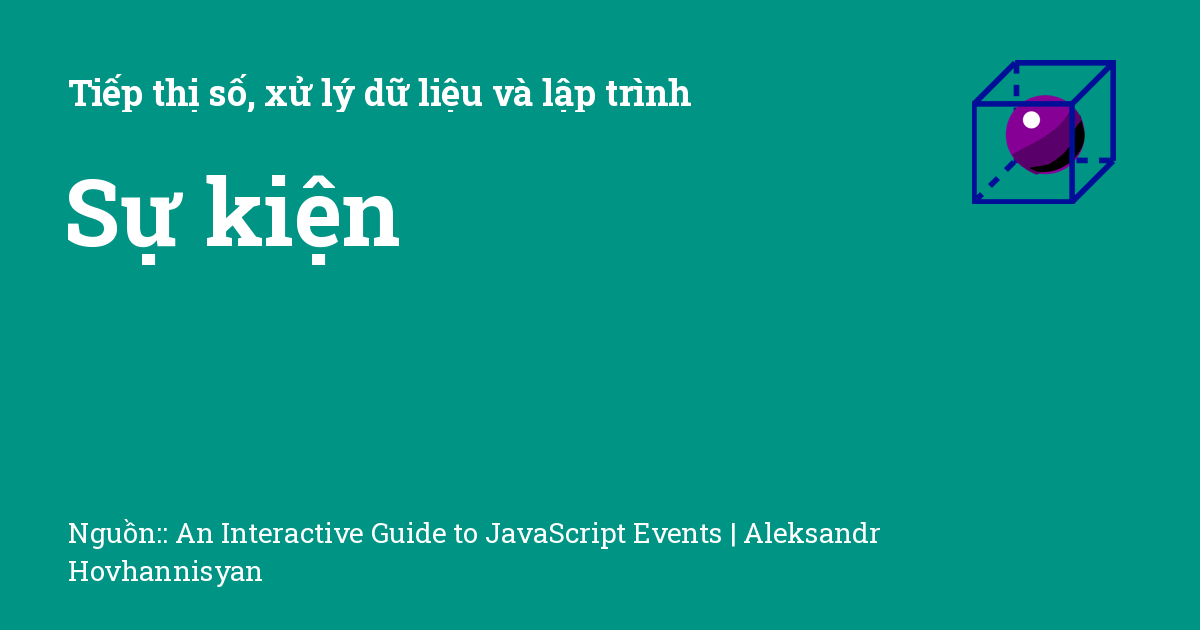 Tiếp thị số, xử lý dữ liệu và lập trình
Sự kiện
Nguồn:: An Interactive Guide to JavaScript Events | Aleksandr
Hovhannisyan